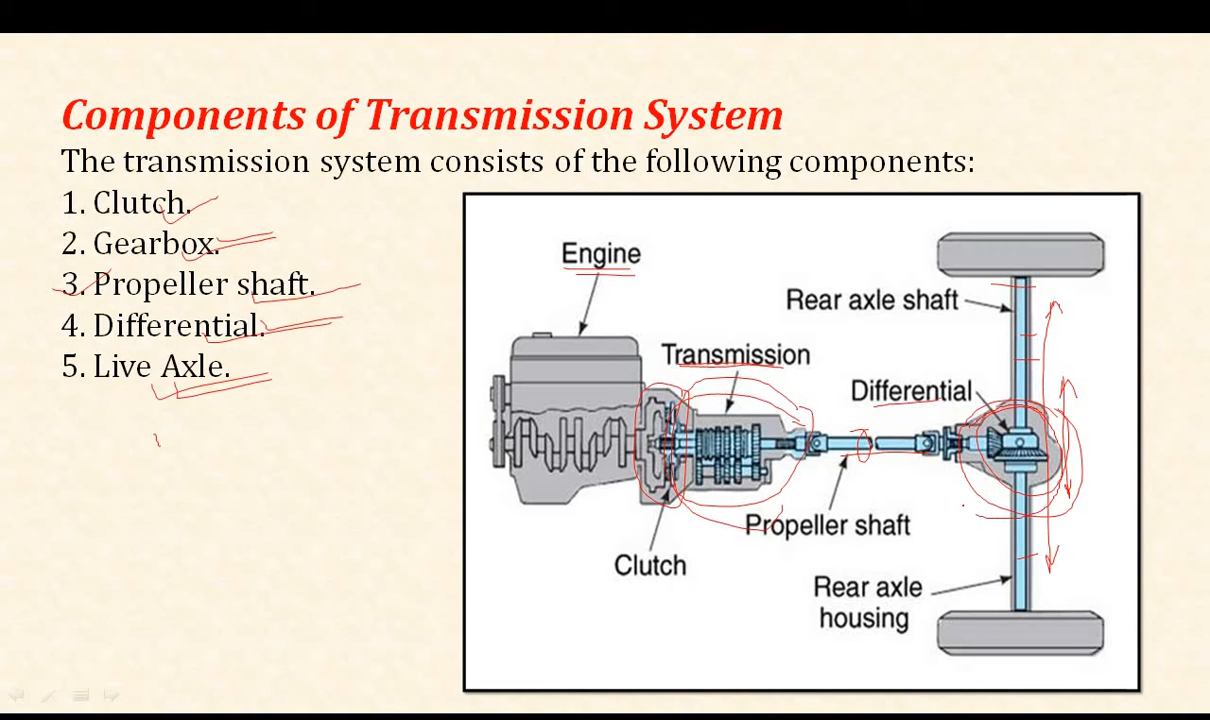 Components of Transmission System
The transmission system consists of the following components:
1. Clutch.
2. Gearbox.
3. Propeller shaft.
4. Differential.
5. Live Axle.
Engine
Rear axle shaft
Transmission
Differential
Propeller shaft
Clutch
Rear axle
housing